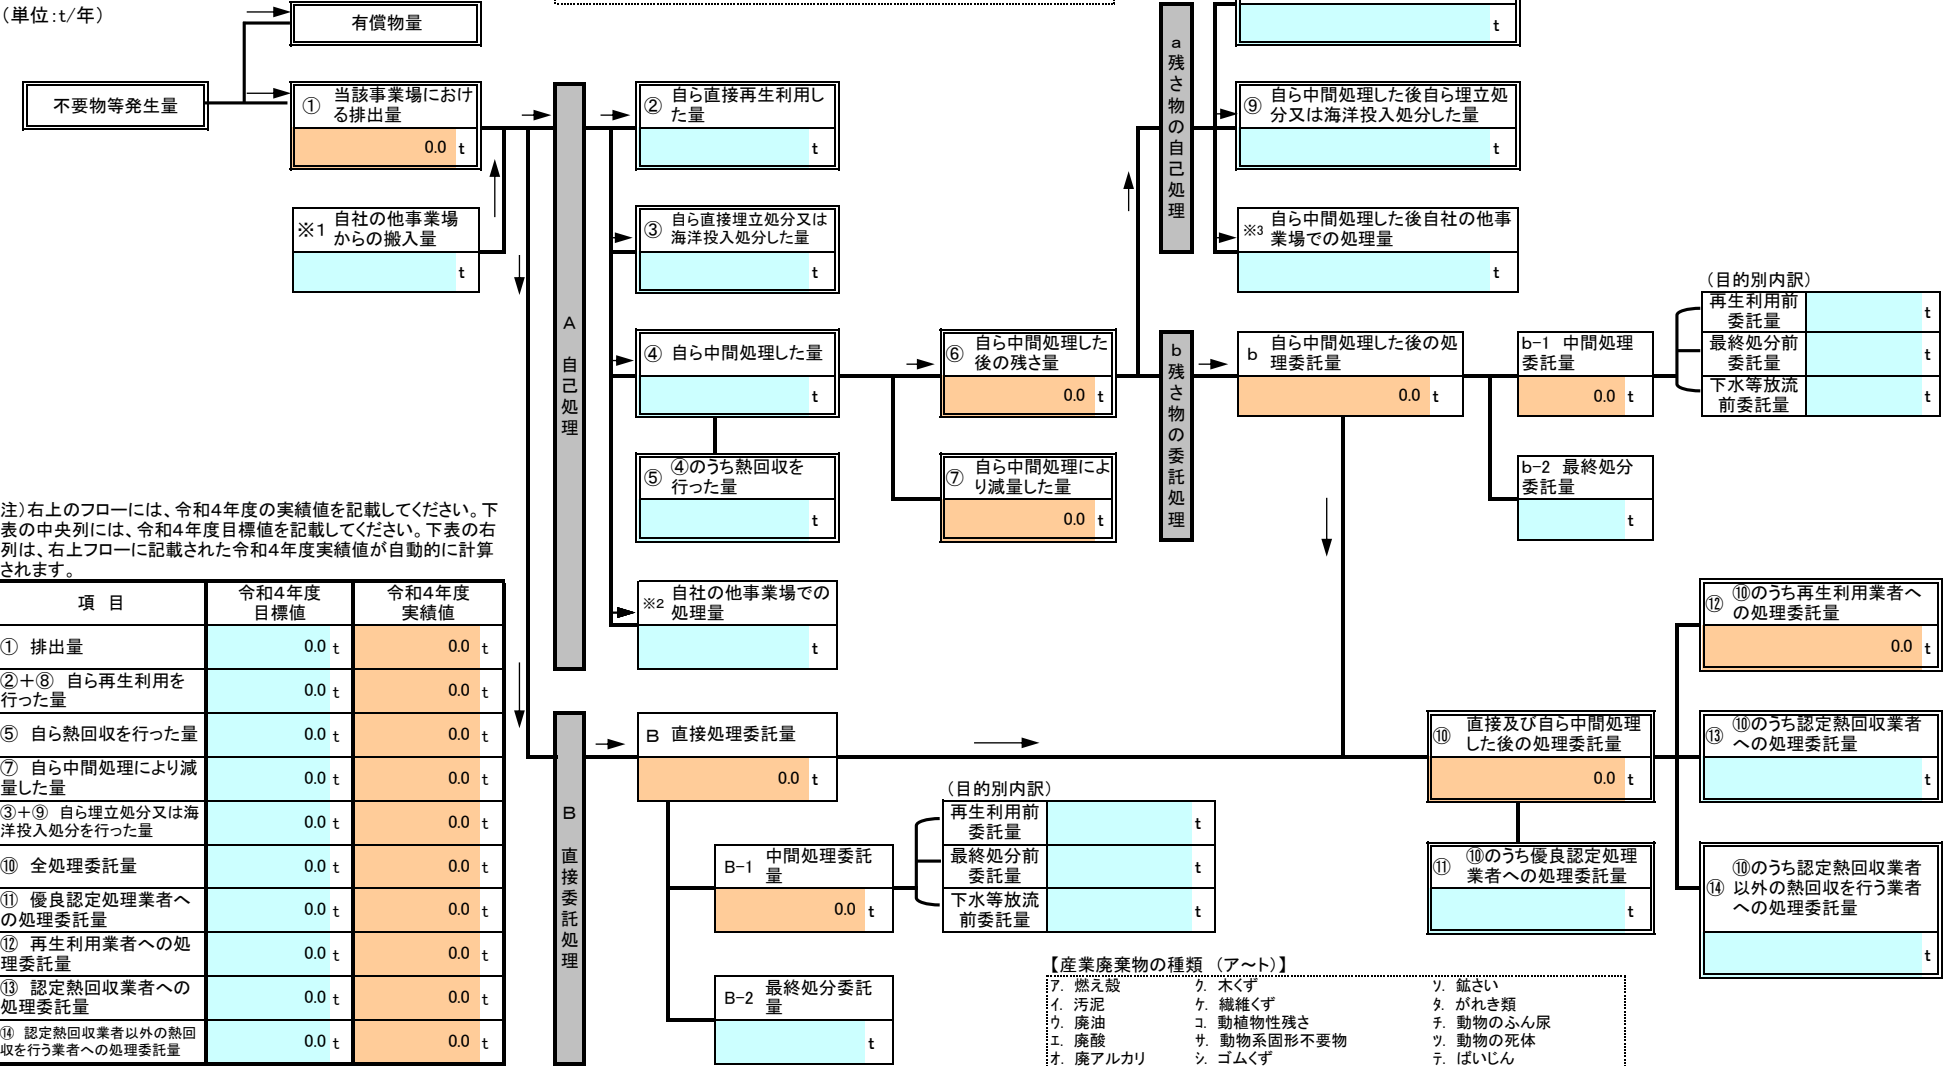 （単位：t/年）
有償物量
不要物等発生量
① 当該事業場におけ
る排出量
0.0 t
※1 自社の他事業場
からの搬入量
t
A 自己処理
② 自ら直接再生利用し
た量
t
③ 自ら直接埋立処分又は
海洋投入処分した量
t
④ 自ら中間処理した量
t
⑤ ④のうち熱回収を
行った量
t
※2 自社の他事業場での
処理量
t
⑥ 自ら中間処理した
後の残さ量
0.0 t
⑦ 自ら中間処理によ
り減量した量
0.0 t
a残さ物の自己処理
t
⑨ 自ら中間処理した後自ら埋立処
分又は海洋投入処分した量
t
※3 自ら中間処理した後自社の他事
業場での処理量
t
b残さ物の委託処理
b 自ら中間処理した後の処
理委託量
0.0 t
b-1 中間処理
委託量
0.0 t
b-2 最終処分
委託量
t
（目的別内訳）
再生利用前
委託量
t
最終処分前
委託量
t
下水等放流
前委託量
t
注）右上のフローには、令和４年度の実績値を記載してください。下
表の中央列には、令和４年度目標値を記載してください。下表の右
列は、右上フローに記載された令和４年度実績値が自動的に計算
されます。
項 目 令和４年度
目標値 令和４年度
実績値
① 排出量 0.0 t 0.0 t
②＋⑧ 自ら再生利用を
行った量 0.0 t 0.0 t
⑤ 自ら熱回収を行った量 0.0 t 0.0 t
⑦ 自ら中間処理により減
量した量 0.0 t 0.0 t
③＋⑨ 自ら埋立処分又は海
洋投入処分を行った量 0.0 t 0.0 t
⑩ 全処理委託量 0.0 t 0.0 t
⑪ 優良認定処理業者へ
の処理委託量 0.0 t 0.0 t
⑫ 再生利用業者への処
理委託量 0.0 t 0.0 t
⑬ 認定熱回収業者への
処理委託量 0.0 t 0.0 t
⑭ 認定熱回収業者以外の熱回
収を行う業者への処理委託量 0.0 t 0.0 t
B 直接委託処理
B 直接処理委託量
0.0 t
B-1 中間処理委託
量
0.0 t
B-2 最終処分委託
量
t
（目的別内訳）
再生利用前
委託量
t
最終処分前
委託量
t
下水等放流
前委託量
t
⑩ 直接及び自ら中間処理
した後の処理委託量
0.0 t
⑪ ⑩のうち優良認定処理
業者への処理委託量
t
⑫ ⑩のうち再生利用業者へ
の処理委託量
0.0 t
⑬ ⑩のうち認定熱回収業者
への処理委託量
t
⑭ ⑩のうち認定熱回収業者
以外の熱回収を行う業者
への処理委託量
t
【産業廃棄物の種類 （ア～ト）】
ア. 燃え殻 ク. 木くず ソ. 鉱さい
イ. 汚泥 ケ. 繊維くず タ. がれき類
ウ. 廃油 コ. 動植物性残さ チ. 動物のふん尿
エ. 廃酸 サ. 動物系固形不要物 ツ. 動物の死体
オ. 廃アルカリ シ. ゴムくず テ. ばいじん